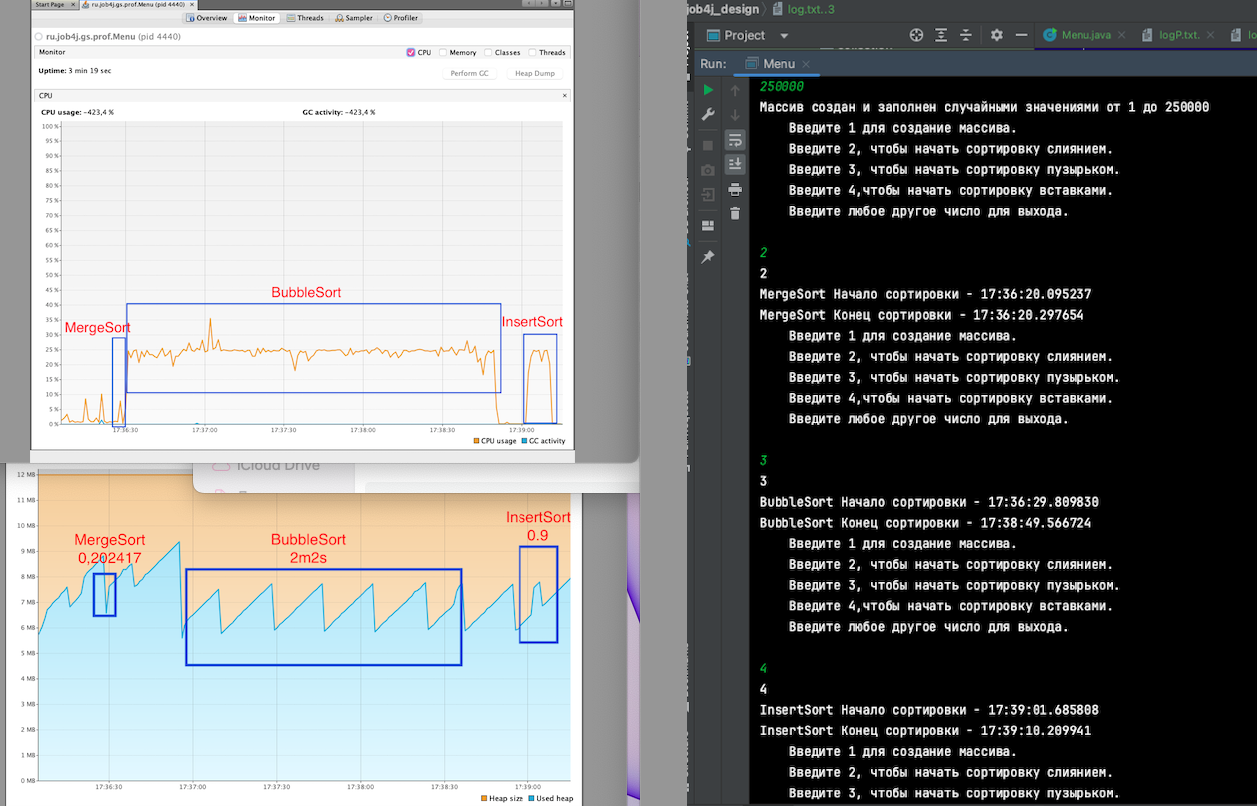 Start Page
ru.job4j.gs.prof.Menu (pid 4440)
Overview
Monitor
Threads
Sampler
Profiler
ru.job4j.gs.prof.Menu (pid 4440)
Monitor
CPU
Memory
Classes
Threads
Uptime: 3 min 19 sec
Perform GC
Heap Dump
CPU
CPU usage: -423,4 %
GC activity: -423,4 %
100 %
95 %
90 %
85 %
80 %
75 %
70 %
65 %
60 %
55 %
50 %
45 %
40 %
35 %
30 %
25 %
20 %
15 %
10 %
5 %
0 %
MergeSort
BubbleSort
InsertSort
17:36:30
17:37:00
17:37:30
17:38:00
17:38:30
17:39:00
CPU usage
GC activity
iCloud Drive
12 MB
11 MB
10 MB
9 MB
8 MB
7 MB
6 MB
5 MB
4 MB
3 MB
2 MB
1 MB
0 MB
MergeSort
0,202417
BubbleSort
2m2s
InsertSort
0.9
17:36:30
17:37:00
17:37:30
17:38:00
17:38:30
17:39:00
Heap size
Used heap
job4j_design
log.txt..3
Project
Menu.java
logP.txt.
Run:
Menu
250000
Массив создан и заполнен случайными значениями от 1 до 250000
Введите 1 для создание массива.
Введите 2, чтобы начать сортировку слиянием.
Введите 3, чтобы начать сортировку пузырьком.
Введите 4,чтобы начать сортировку вставками.
Введите любое другое число для выхода.
2
2
MergeSort Начало сортировки - 17:36:20.095237
MergeSort Конец сортировки - 17:36:20.297654
Введите 1 для создание массива.
Введите 2, чтобы начать сортировку слиянием.
Введите 3, чтобы начать сортировку пузырьком.
Введите 4,чтобы начать сортировку вставками.
Введите любое другое число для выхода.
3
3
BubbleSort Начало сортировки - 17:36:29.809830
BubbleSort Конец сортировки - 17:38:49.566724
Введите 1 для создание массива.
Введите 2, чтобы начать сортировку слиянием.
Введите 3, чтобы начать сортировку пузырьком.
Введите 4,чтобы начать сортировку вставками.
Введите любое другое число для выхода.
4
4
InsertSort Начало сортировки - 17:39:01.685808
InsertSort Конец сортировки - 17:39:10.209941
Введите 1 для создание массива.
Введите 2, чтобы начать сортировку слиянием.
Введите 3, чтобы начать сортировку пузырьком.